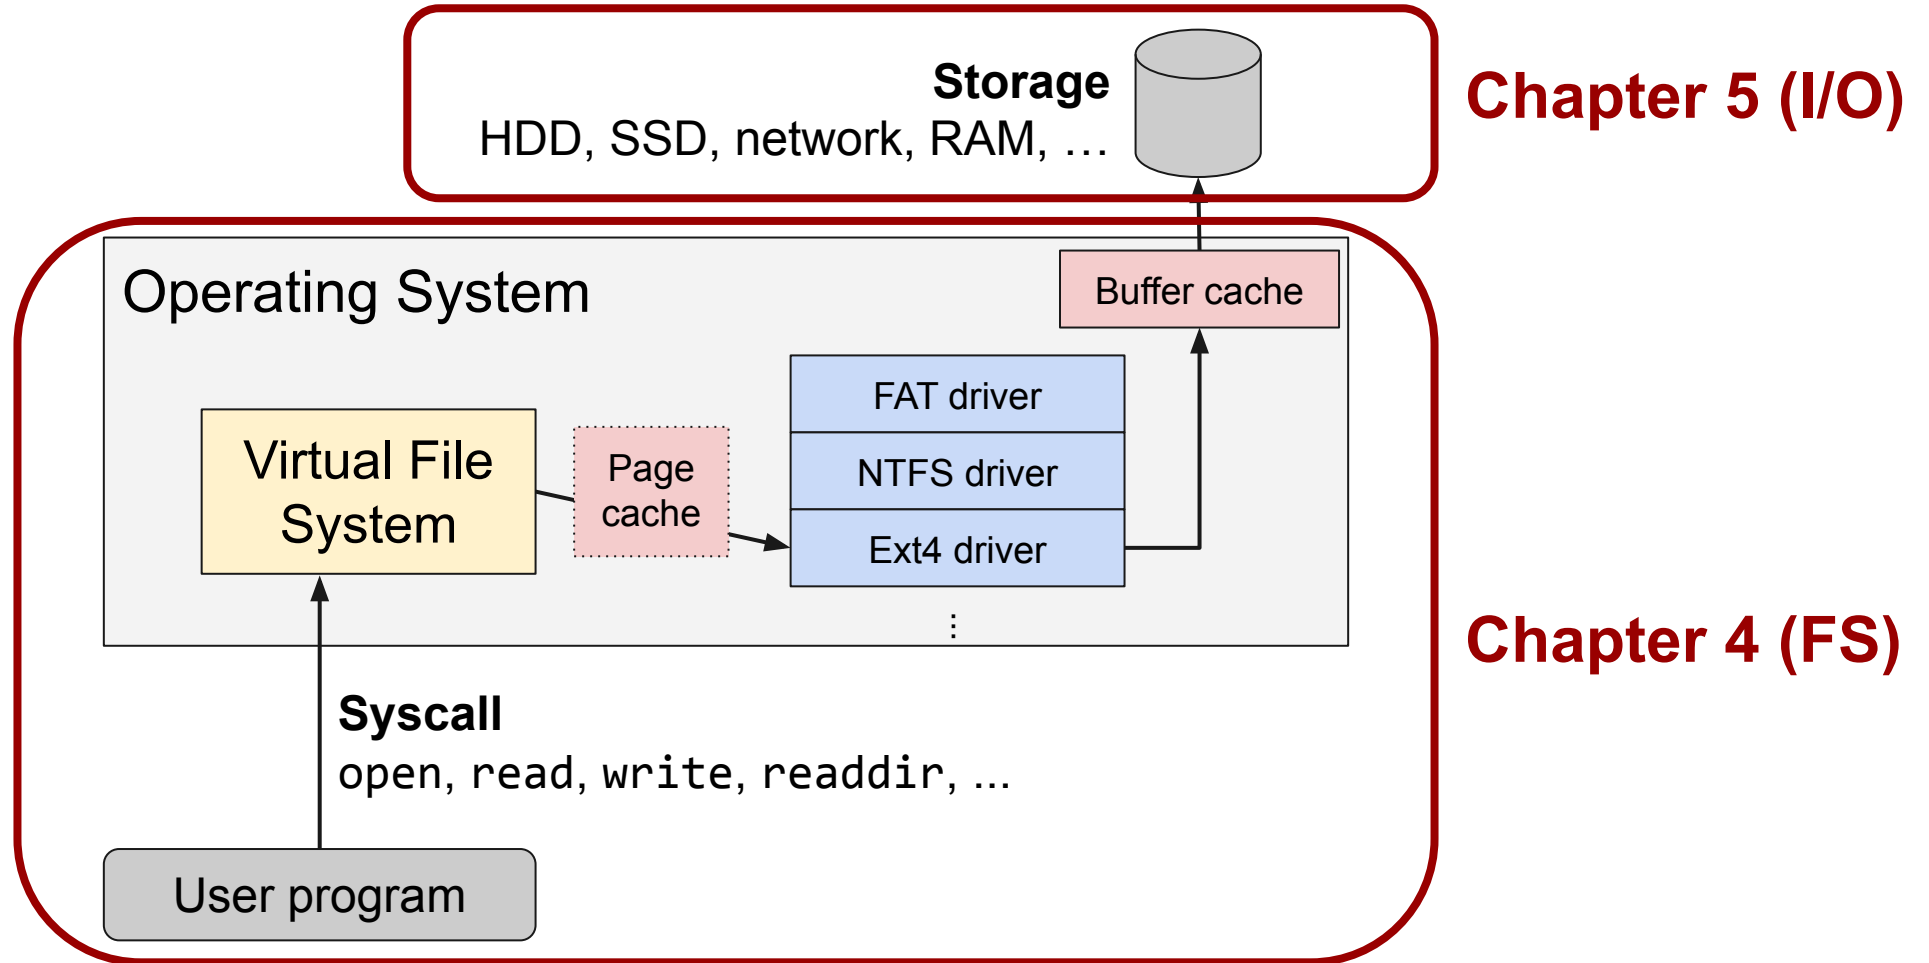 Storage
HDD, SSD, network, RAM, …
Chapter 5 (I/O)
Operating System
Buffer cache
Virtual File
System
Page
cache
FAT driver
NTFS driver
Ext4 driver
...
Chapter 4 (FS)
Syscall
open, read, write, readdir, ...
User program